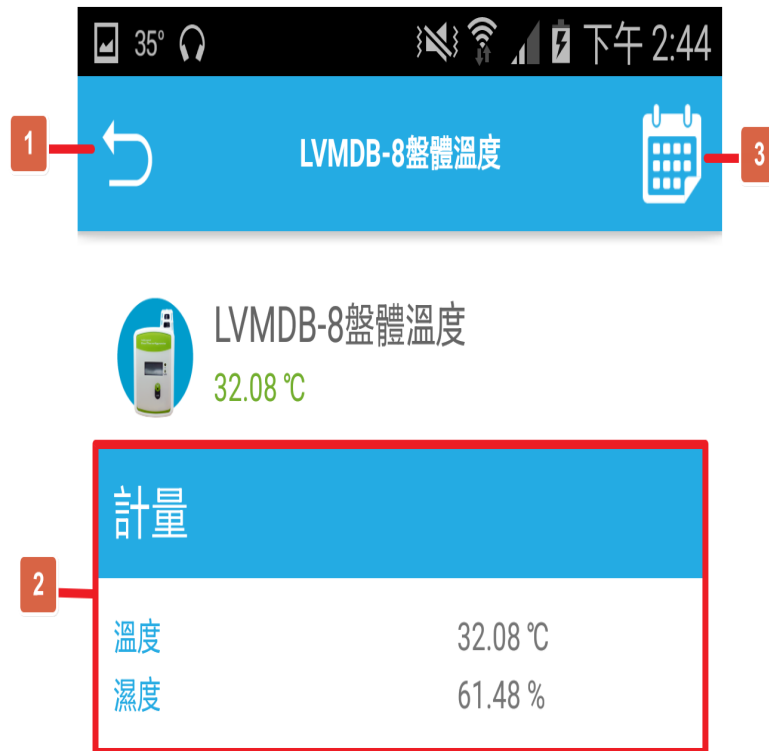 35° 下午 2:44
1
LVMDB-8盤體溫度
3
LVMDB-8盤體溫度
32.08 ℃
計量
2
溫度 32.08 ℃
濕度 61.48 %